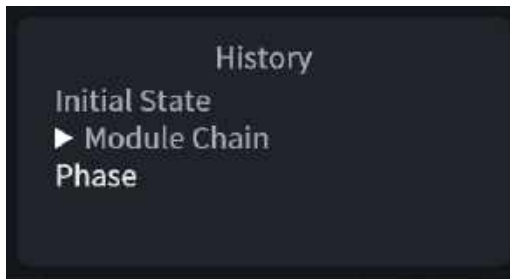 History
Initial State
▶ Module Chain
Phase